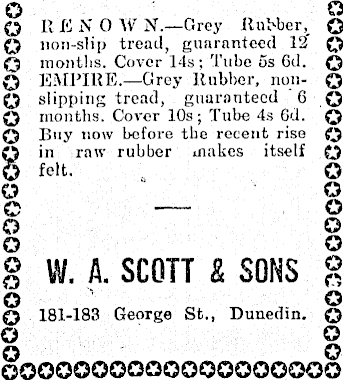 RENOWN.—Grey Rubber,
non-slip tread, guaranteed 12
months. Cover 14s; Tube 5s 6d.
EMPIRE.—Grey Rubber, non-
slipping tread, guaranteed 6
months. Cover 10s; Tube 4s 6d.
Buy now before the recent rise
in raw rubber makes itself
felt.
W. A. SCOTT & SONS
181-183 George St., Dunedin.